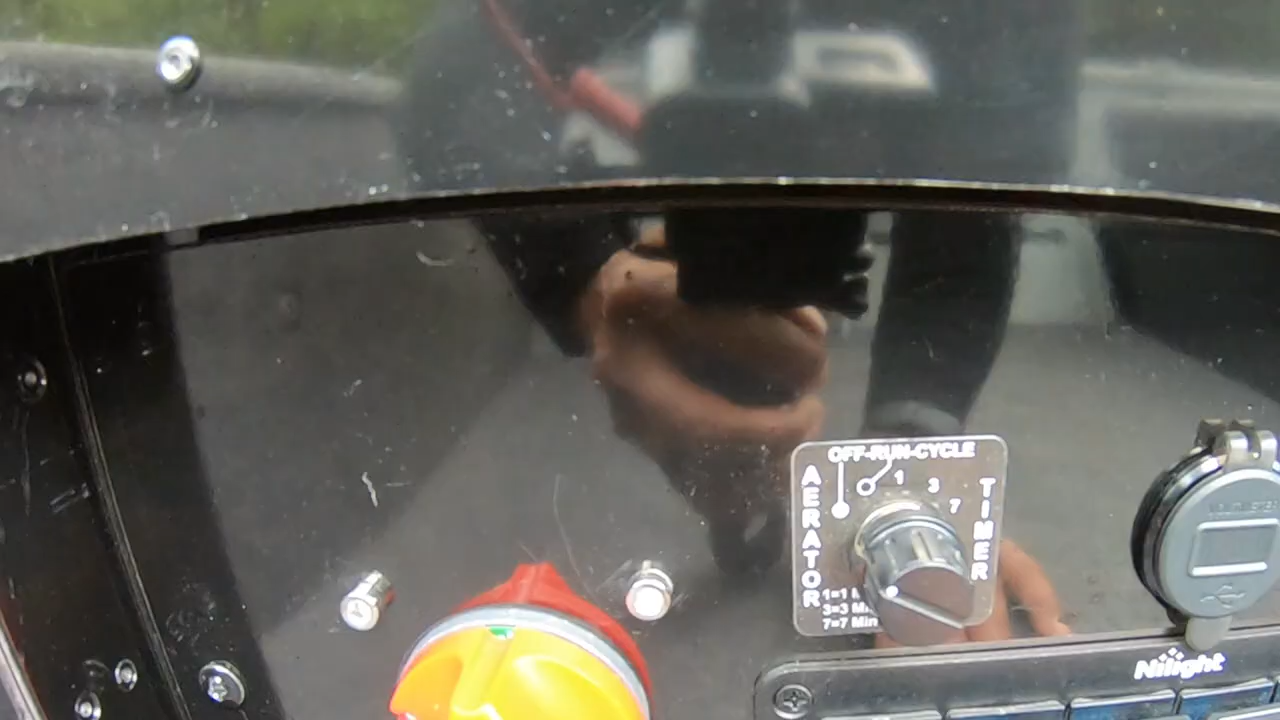 OFF-RUN-CYCLE
1 3 7
AERATOR
TIMER
1=1
3=3
7=7 Min
Nilight